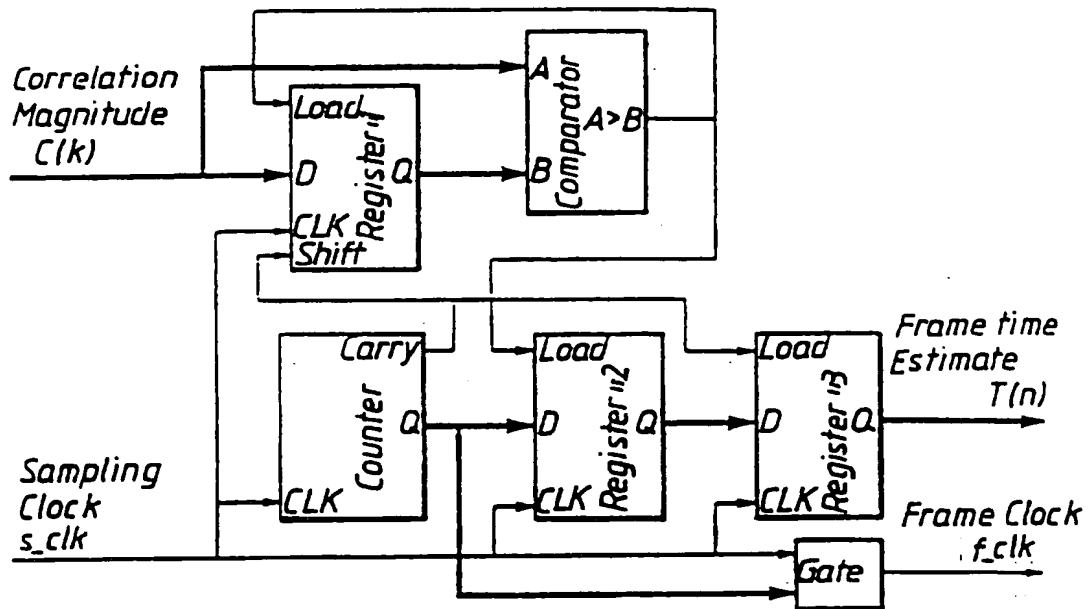 Correlation
Magnitude
C(k)
Load
D
Q
CLK
Shift
Register "1
A
B
A>B
Comparator
Carry
Q
CLK
Counter
Load
D
Q
CLK
Register "2
Load
D
Q
CLK
Register "3
Frame time
Estimate
T(n)
Sampling
Clock
s_clk
Gate
Frame Clock
f_clk